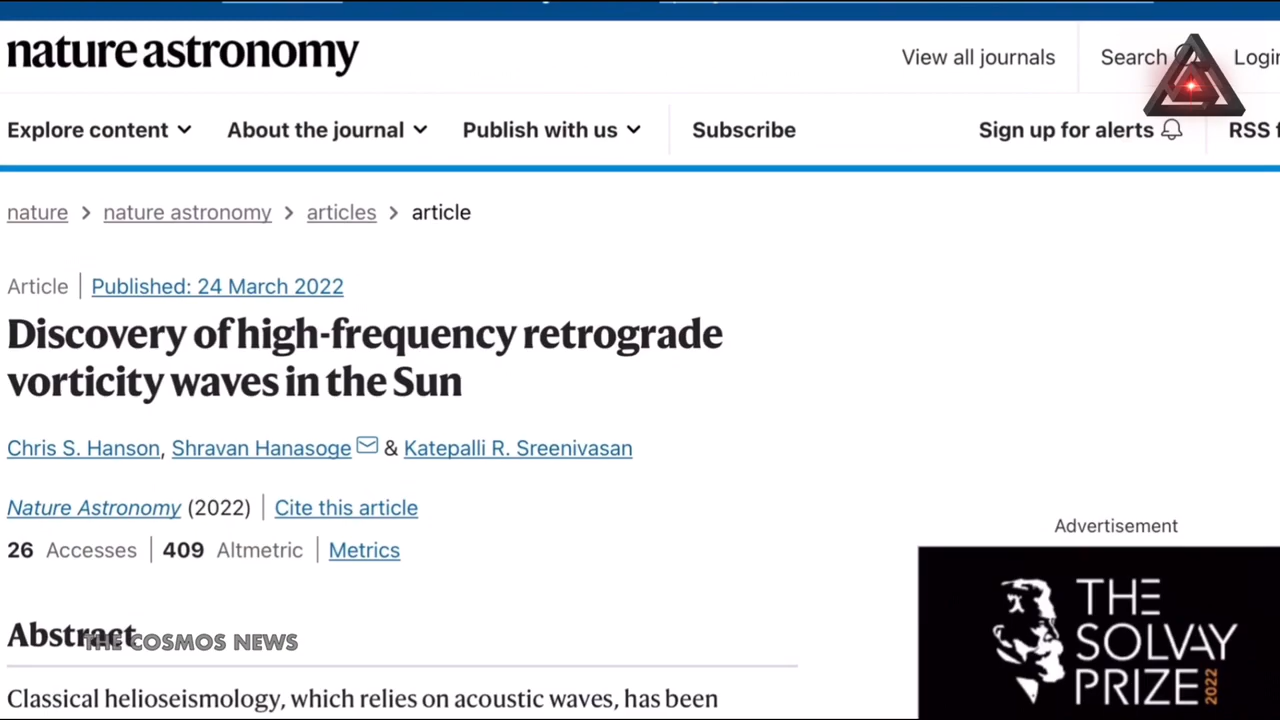 nature astronomy
View all journals
Search
Login
Explore content
About the journal
Publish with us
Subscribe
Sign up for alerts
RSS f
nature > nature astronomy > articles > article
Article | Published: 24 March 2022
Discovery of high-frequency retrograde
vorticity waves in the Sun
Chris S. Hanson, Shravan Hanasoge & Katepalli R. Sreenivasan
Nature Astronomy (2022) | Cite this article
26 Accesses | 409 Altmetric | Metrics
Advertisement
THE
SOLVAY
PRIZE 2022
Abstract
THE COSMOS NEWS
Classical helioseismology, which relies on acoustic waves, has been